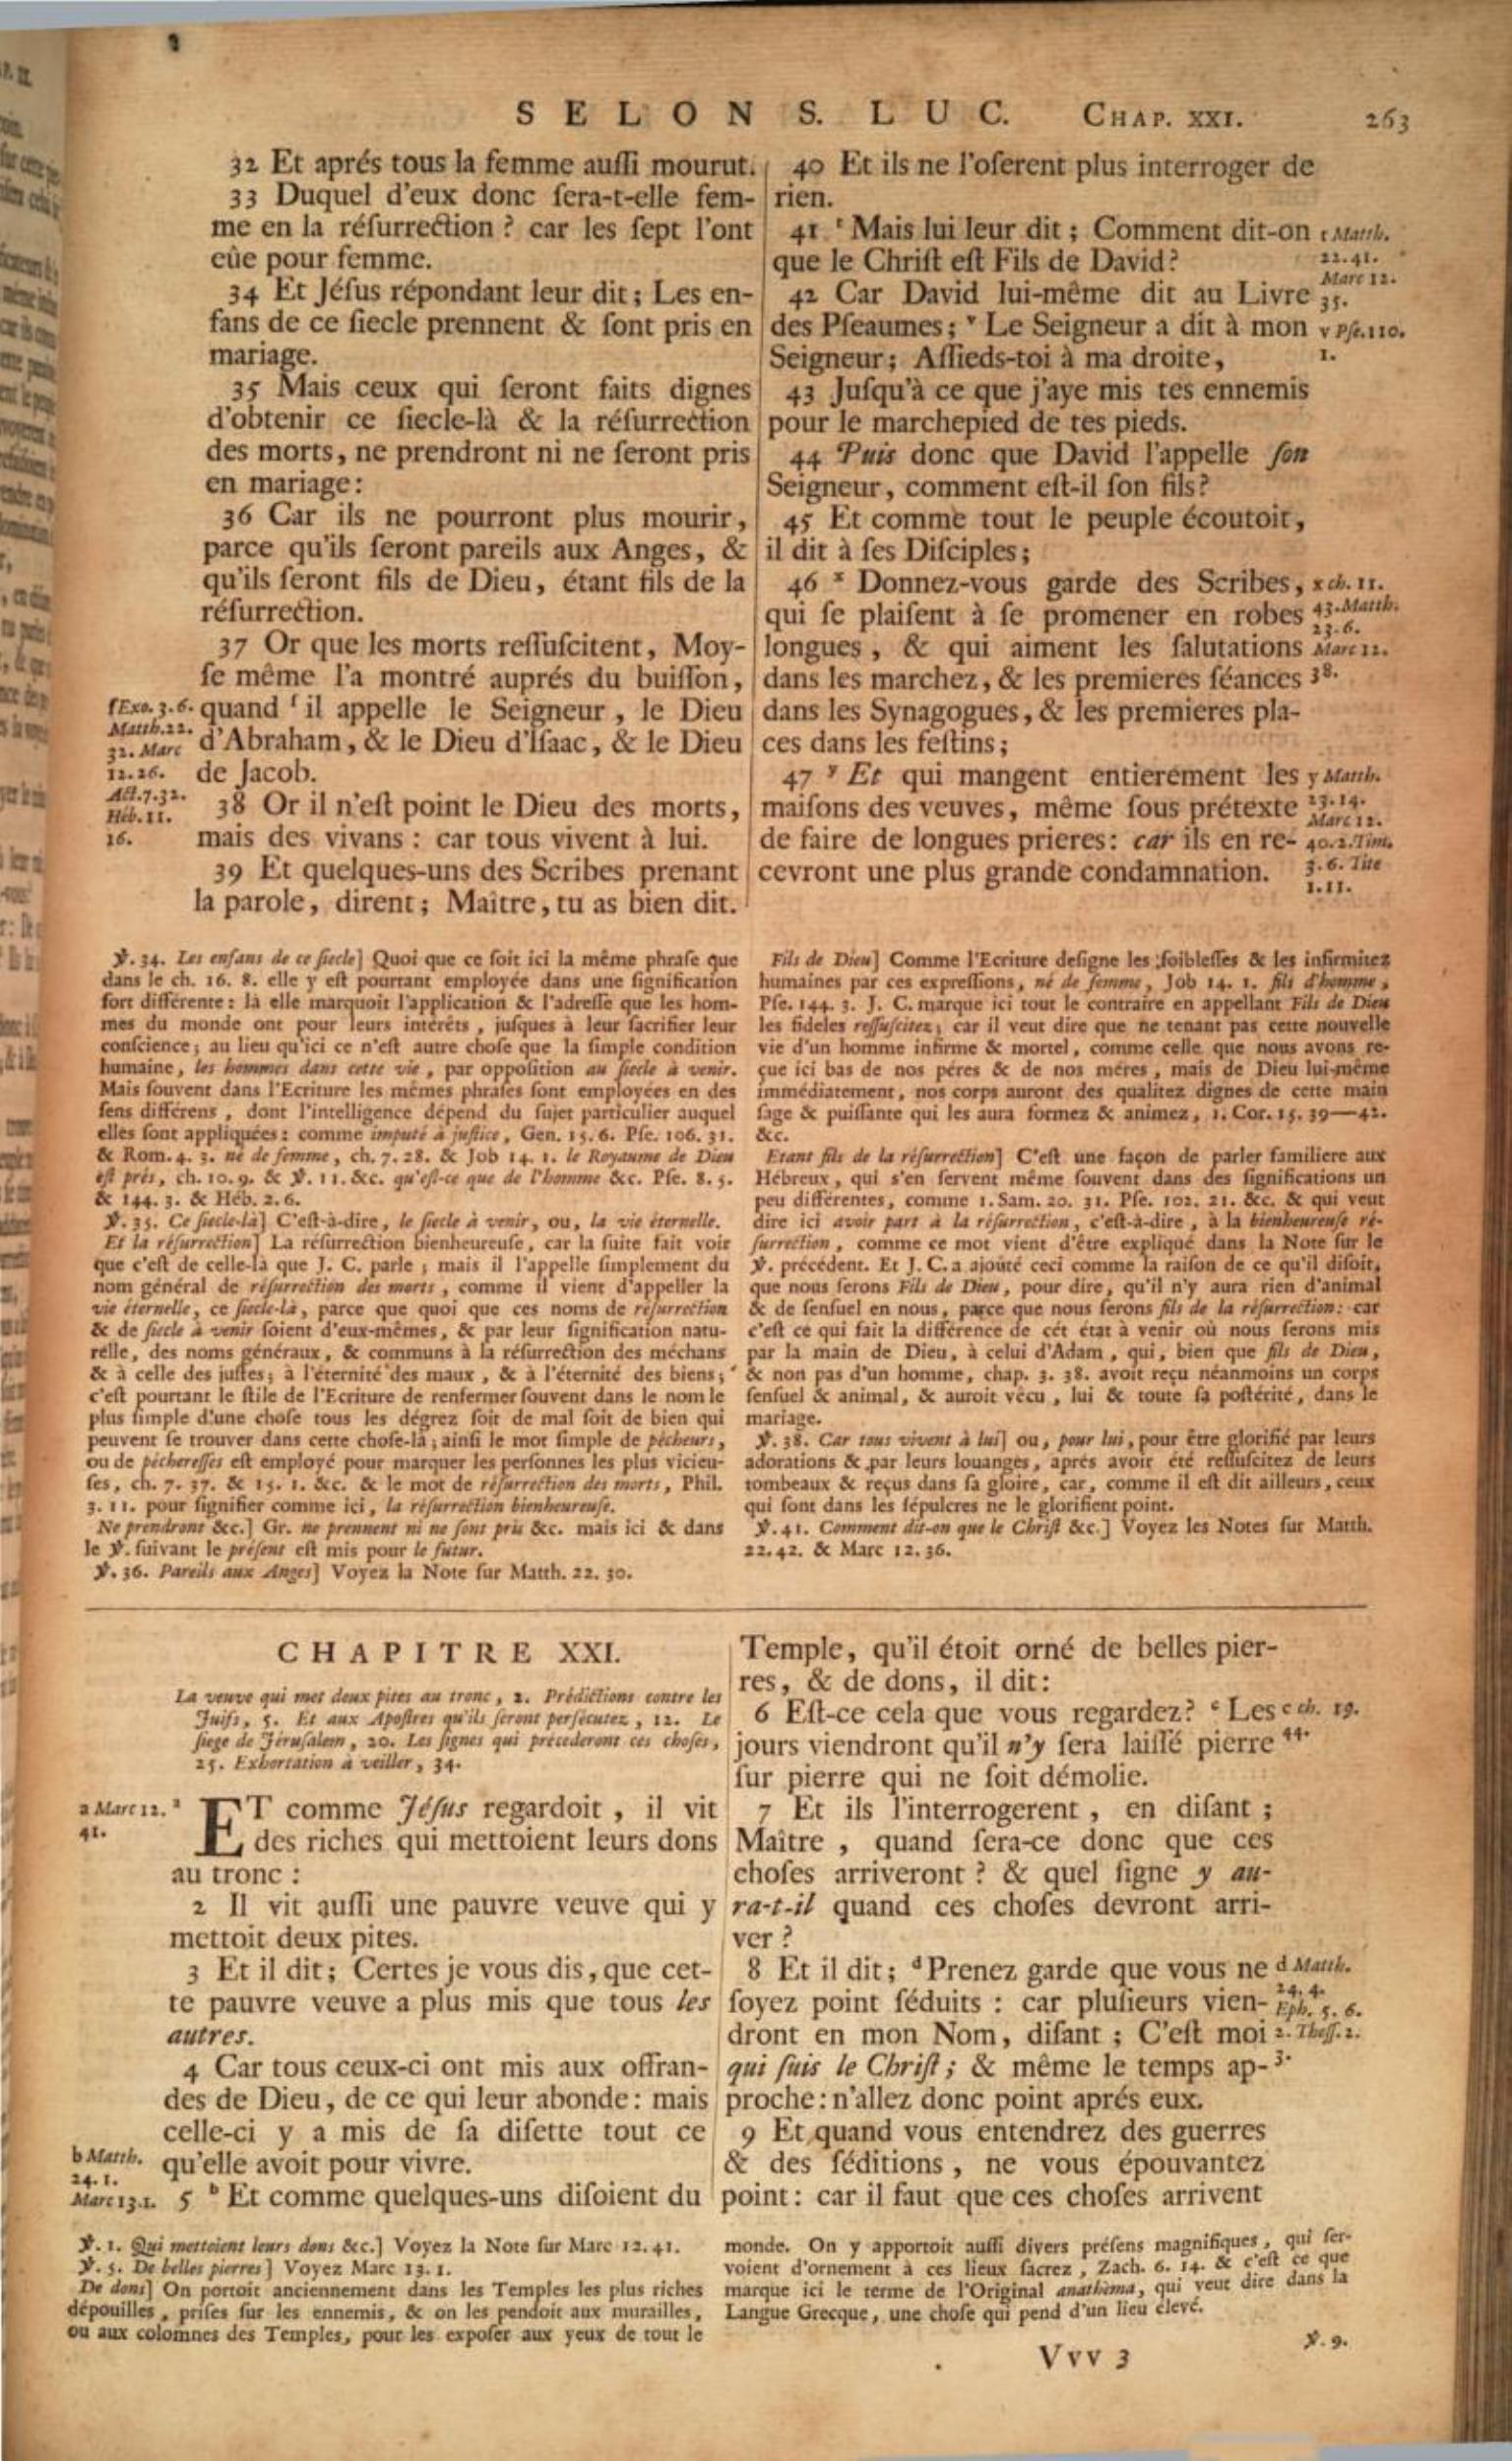 SELON S. LUC. CHAP. XXI. 263
32 Et aprés tous la femme auſſi mourut.
33 Duquel d'eux donc ſera-t-elle fem-
me en la réſurrection ? car les ſept l'ont
eûe pour femme.
34 Et Jéſus répondant leur dit ; Les en-
fans de ce ſiecle prennent & ſont pris en
mariage.
35 Mais ceux qui ſeront faits dignes
d'obtenir ce ſiecle-là & la réſurrection
des morts, ne prendront ni ne ſeront pris
en mariage :
36 Car ils ne pourront plus mourir,
parce qu'ils ſeront pareils aux Anges, &
qu'ils ſeront fils de Dieu, étant fils de la
réſurrection.
37 Or que les morts reſſuſcitent, Moy-
ſe même l'a montré auprés du buiſſon,
quand ſ il appelle le Seigneur, le Dieu
d'Abraham, & le Dieu d'Iſaac, & le Dieu
de Jacob.
38 Or il n'eſt point le Dieu des morts,
mais des vivans : car tous vivent à lui.
39 Et quelques-uns des Scribes prenant
la parole, dirent ; Maître, tu as bien dit.
ſ Exo. 3. 6.
Matth. 22.
32. Marc
12. 26.
Act. 7. 32.
Héb. 11.
16.
40 Et ils ne l'oſerent plus interroger de
rien.
41 t Mais lui leur dit ; Comment dit-on
que le Chriſt eſt Fils de David ?
42 Car David lui-même dit au Livre
des Pſeaumes ; v Le Seigneur a dit à mon
Seigneur ; Aſſieds-toi à ma droite,
43 Juſqu'à ce que j'aye mis tes ennemis
pour le marchepied de tes pieds.
44 Puis donc que David l'appelle ſon
Seigneur, comment eſt-il ſon fils ?
45 Et comme tout le peuple écoutoit,
il dit à ſes Diſciples ;
46 x Donnez-vous garde des Scribes,
qui ſe plaiſent à ſe promener en robes
longues, & qui aiment les ſalutations
dans les marchez, & les premieres ſéances
dans les Synagogues, & les premieres pla-
ces dans les feſtins ;
47 y Et qui mangent entierement les
maiſons des veuves, même ſous prétexte
de faire de longues prieres : car ils en re-
cevront une plus grande condamnation.
t Matth.
22. 41.
Marc 12.
35.
v Pſe. 110.
1.
x ch. 11.
43. Matth.
23. 6.
Marc 12.
38.
y Matth.
23. 14.
Marc 12.
40. 2. Tim.
3. 6. Tite
1. 11.
℣. 34. Les enfans de ce ſiecle] Quoi que ce ſoit ici la même phraſe que
dans le ch. 16. 8. elle y eſt pourtant employée dans une ſignification
fort différente : là elle marquoit l'application & l'adreſſe que les hom-
mes du monde ont pour leurs intérêts, juſques à leur ſacrifier leur
conſcience ; au lieu qu'ici ce n'eſt autre choſe que la ſimple condition
humaine, les hommes dans cette vie, par oppoſition au ſiecle à venir.
Mais ſouvent dans l'Ecriture les mêmes phraſes ſont employées en des
ſens différens, dont l'intelligence dépend du ſujet particulier auquel
elles ſont appliquées : comme imputé à juſtice, Gen. 15. 6. Pſe. 106. 31.
& Rom. 4. 3. né de femme, ch. 7. 28. & Job 14. 1. le Royaume de Dieu
eſt prés, ch. 10. 9. & ℣. 11. &c. qu'eſt-ce que de l'homme &c. Pſe. 8. 5.
& 144. 3. & Héb. 2. 6.
℣. 35. Ce ſiecle-là] C'eſt-à-dire, le ſiecle à venir, ou, la vie éternelle.
Et la réſurrection] La réſurrection bienheureuſe, car la ſuite fait voir
que c'eſt de celle-là que J. C. parle ; mais il l'appelle ſimplement du
nom général de réſurrection des morts, comme il vient d'appeller la
vie éternelle, ce ſiecle-là, parce que quoi que ces noms de réſurrection
& de ſiecle à venir ſoient d'eux-mêmes, & par leur ſignification natu-
relle, des noms généraux, & communs à la réſurrection des méchans
& à celle des juſtes ; à l'éternité des maux, & à l'éternité des biens ;
c'eſt pourtant le ſtile de l'Ecriture de renfermer ſouvent dans le nom le
plus ſimple d'une choſe tous les dégrez ſoit de mal ſoit de bien qui
peuvent ſe trouver dans cette choſe-là ; ainſi le mot ſimple de pécheurs,
ou de péchereſſes eſt employé pour marquer les perſonnes les plus vicieu-
ſes, ch. 7. 37. & 15. 1. &c. & le mot de réſurrection des morts, Phil.
3. 11. pour ſignifier comme ici, la réſurrection bienheureuſe.
Ne prendront &c.] Gr. ne prennent ni ne ſont pris &c. mais ici & dans
le ℣. ſuivant le préſent eſt mis pour le futur.
℣. 36. Pareils aux Anges] Voyez la Note ſur Matth. 22. 30.
Fils de Dieu] Comme l'Ecriture deſigne les foibleſſes & les infirmitez
humaines par ces expreſſions, né de femme, Job 14. 1. fils d'homme,
Pſe. 144. 3. J. C. marque ici tout le contraire en appellant Fils de Dieu
les fideles reſſuſcitez ; car il veut dire que ne tenant pas cette nouvelle
vie d'un homme infirme & mortel, comme celle que nous avons re-
çue ici bas de nos péres & de nos méres, mais de Dieu lui-même
immédiatement, nos corps auront des qualitez dignes de cette main
ſage & puiſſante qui les aura formez & animez, 1. Cor. 15. 39—42.
&c.
Etant fils de la réſurrection] C'eſt une façon de parler familiere aux
Hébreux, qui s'en ſervent même ſouvent dans des ſignifications un
peu différentes, comme 1. Sam. 20. 31. Pſe. 102. 21. &c. & qui veut
dire ici avoir part à la réſurrection, c'eſt-à-dire, à la bienheureuſe ré-
ſurrection, comme ce mot vient d'être expliqué dans la Note ſur le
℣. précédent. Et J. C. a ajoûté ceci comme la raiſon de ce qu'il diſoit,
que nous ſerons Fils de Dieu, pour dire, qu'il n'y aura rien d'animal
& de ſenſuel en nous, parce que nous ſerons fils de la réſurrection : car
c'eſt ce qui fait la différence de cét état à venir où nous ſerons mis
par la main de Dieu, à celui d'Adam, qui, bien que fils de Dieu,
& non pas d'un homme, chap. 3. 38. avoit reçu néanmoins un corps
ſenſuel & animal, & auroit vécu, lui & toute ſa poſtérité, dans le
mariage.
℣. 38. Car tous vivent à lui] ou, pour lui, pour être glorifié par leurs
adorations & par leurs louanges, aprés avoir été reſſuſcitez de leurs
tombeaux & reçus dans ſa gloire, car, comme il eſt dit ailleurs, ceux
qui ſont dans les ſépulcres ne le glorifient point.
℣. 41. Comment dit-on que le Chriſt &c.] Voyez les Notes ſur Matth.
22. 42. & Marc 12. 36.
CHAPITRE XXI.
La veuve qui met deux pites au tronc, 2. Prédictions contre les
Juifs, 5. Et aux Apoſtres qu'ils ſeront perſécutez, 12. Le
ſiege de Jéruſalem, 20. Les ſignes qui précederont ces choſes,
25. Exhortation à veiller, 34.
a Marc 12.
41.
a ET comme Jéſus regardoit, il vit
des riches qui mettoient leurs dons
au tronc :
2 Il vit auſſi une pauvre veuve qui y
mettoit deux pites.
3 Et il dit ; Certes je vous dis, que cet-
te pauvre veuve a plus mis que tous les
autres.
4 Car tous ceux-ci ont mis aux offran-
des de Dieu, de ce qui leur abonde : mais
celle-ci y a mis de ſa diſette tout ce
qu'elle avoit pour vivre.
b Matth.
24. 1.
Marc 13. 1.
5 b Et comme quelques-uns diſoient du
Temple, qu'il étoit orné de belles pier-
res, & de dons, il dit :
6 Eſt-ce cela que vous regardez ? c Les
jours viendront qu'il n'y ſera laiſſé pierre
ſur pierre qui ne ſoit démolie.
7 Et ils l'interrogerent, en diſant ;
Maître, quand ſera-ce donc que ces
choſes arriveront ? & quel ſigne y au-
ra-t-il quand ces choſes devront arri-
ver ?
8 Et il dit ; d Prenez garde que vous ne
ſoyez point ſéduits : car pluſieurs vien-
dront en mon Nom, diſant ; C'eſt moi
qui ſuis le Chriſt ; & même le temps ap-
proche : n'allez donc point aprés eux.
9 Et quand vous entendrez des guerres
& des ſéditions, ne vous épouvantez
point : car il faut que ces choſes arrivent
c ch. 19.
44.
d Matth.
24. 4.
Eph. 5. 6.
2. Theſſ. 2.
3.
℣. 1. Qui mettoient leurs dons &c.] Voyez la Note ſur Marc 12. 41.
℣. 5. De belles pierres] Voyez Marc 13. 1.
De dons] On portoit anciennement dans les Temples les plus riches
dépouilles, priſes ſur les ennemis, & on les pendoit aux murailles,
ou aux colomnes des Temples, pour les expoſer aux yeux de tout le
monde. On y apportoit auſſi divers préſens magnifiques, qui ſer-
voient d'ornement à ces lieux ſacrez, Zach. 6. 14. & c'eſt ce que
marque ici le terme de l'Original anathéma, qui veut dire dans la
Langue Grecque, une choſe qui pend d'un lieu élevé.
Vvv 3
℣. 9.